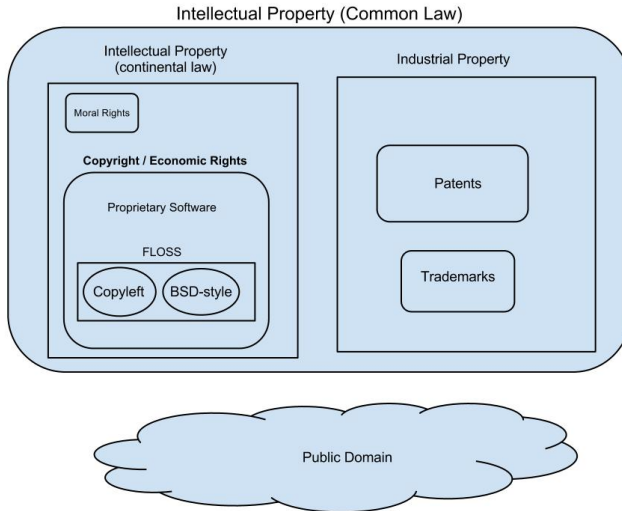 Intellectual Property (Common Law)
Intellectual Property
(continental law)
Moral Rights
Copyright / Economic Rights
Proprietary Software
FLOSS
Copyleft
BSD-style
Industrial Property
Patents
Trademarks
Public Domain